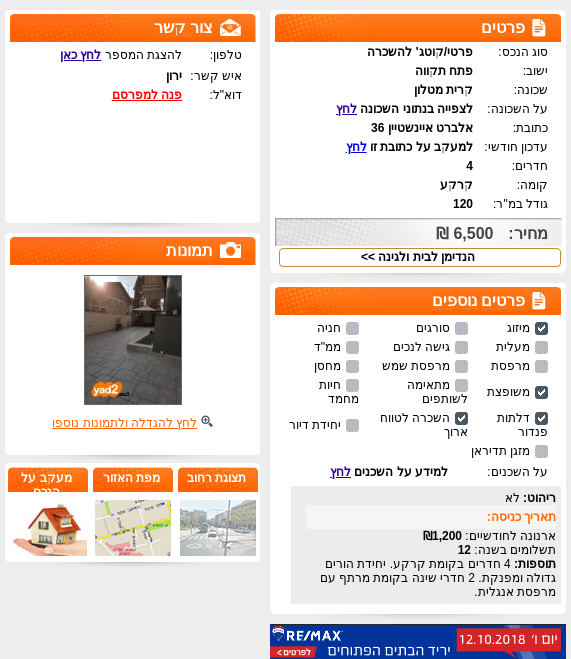 פרטים
סוג הנכס: פרטי/קוטג' להשכרה
ישוב: פתח תקווה
שכונה: קרית מטלון
על השכונה: לצפייה בנתוני השכונה לחץ
כתובת: אלברט איינשטיין 36
עדכון חודשי: למעקב על כתובת זו לחץ
חדרים: 4
קומה: קרקע
גודל במ"ר: 120
מחיר: 6,500 ₪
הנדימן לבית ולגינה >>
פרטים נוספים
מיזוג סורגים חניה
מעלית גישה לנכים ממ"ד
מרפסת מרפסת שמש מחסן
משופצת מתאימה לשותפים חיות מחמד
דלתות פנדור השכרה לטווח ארוך יחידת דיור
מזגן תדיראן
על השכנים: למידע על השכנים לחץ
ריהוט: לא
תאריך כניסה:
ארנונה לחודשיים: 1,200₪
תשלומים בשנה: 12
תוספות: 4 חדרים בקומת קרקע. יחידת הורים
גדולה ומפנקת. 2 חדרי שינה בקומת מרתף עם
מרפסת אנגלית.
יום ו' 12.10.2018
יריד הבתים הפתוחים
RE/MAX
לפרטים >
צור קשר
טלפון: להצגת המספר לחץ כאן
איש קשר: ירון
דוא"ל: פנה למפרסם
תמונות
yad2
לחץ להגדלה ולתמונות נוספו
תצוגת רחוב
מפת האזור
מעקב על
הנכס